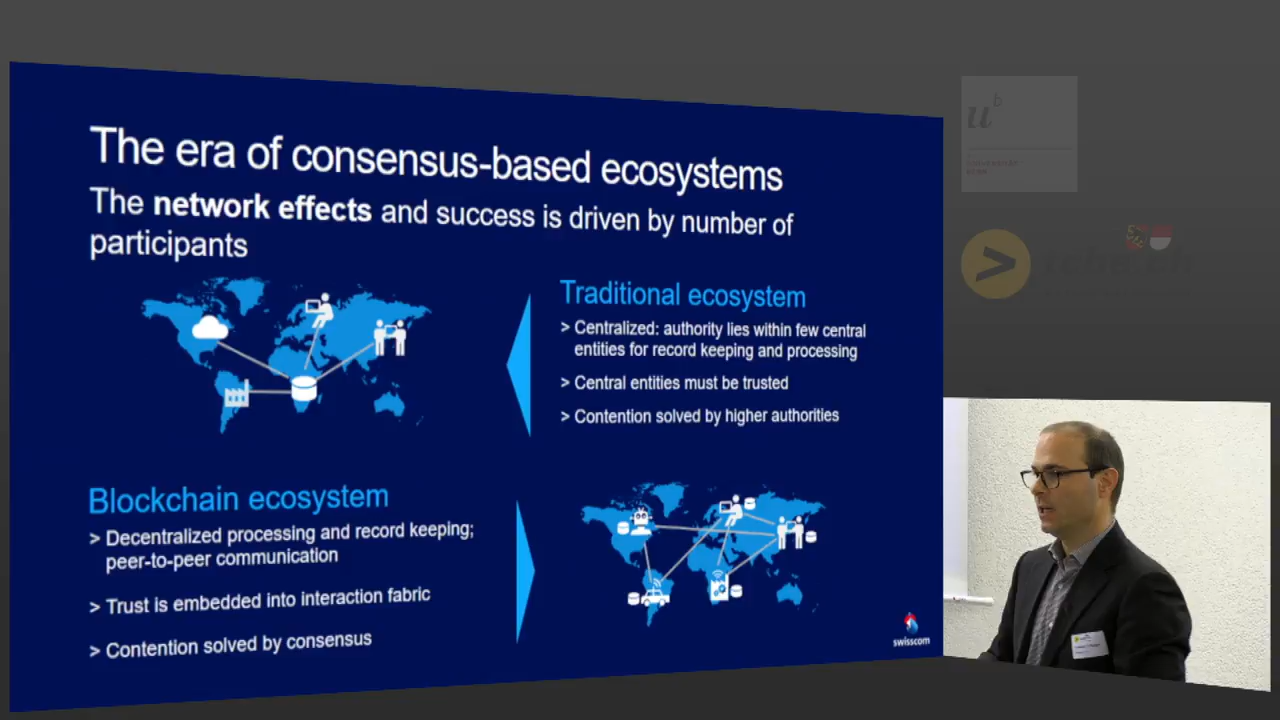 The era of consensus-based ecosystems
The network effects and success is driven by number of
participants
Traditional ecosystem
> Centralized: authority lies within few central
entities for record keeping and processing
> Central entities must be trusted
> Contention solved by higher authorities
Blockchain ecosystem
> Decentralized processing and record keeping;
peer-to-peer communication
> Trust is embedded into interaction fabric
> Contention solved by consensus
swisscom
u
b